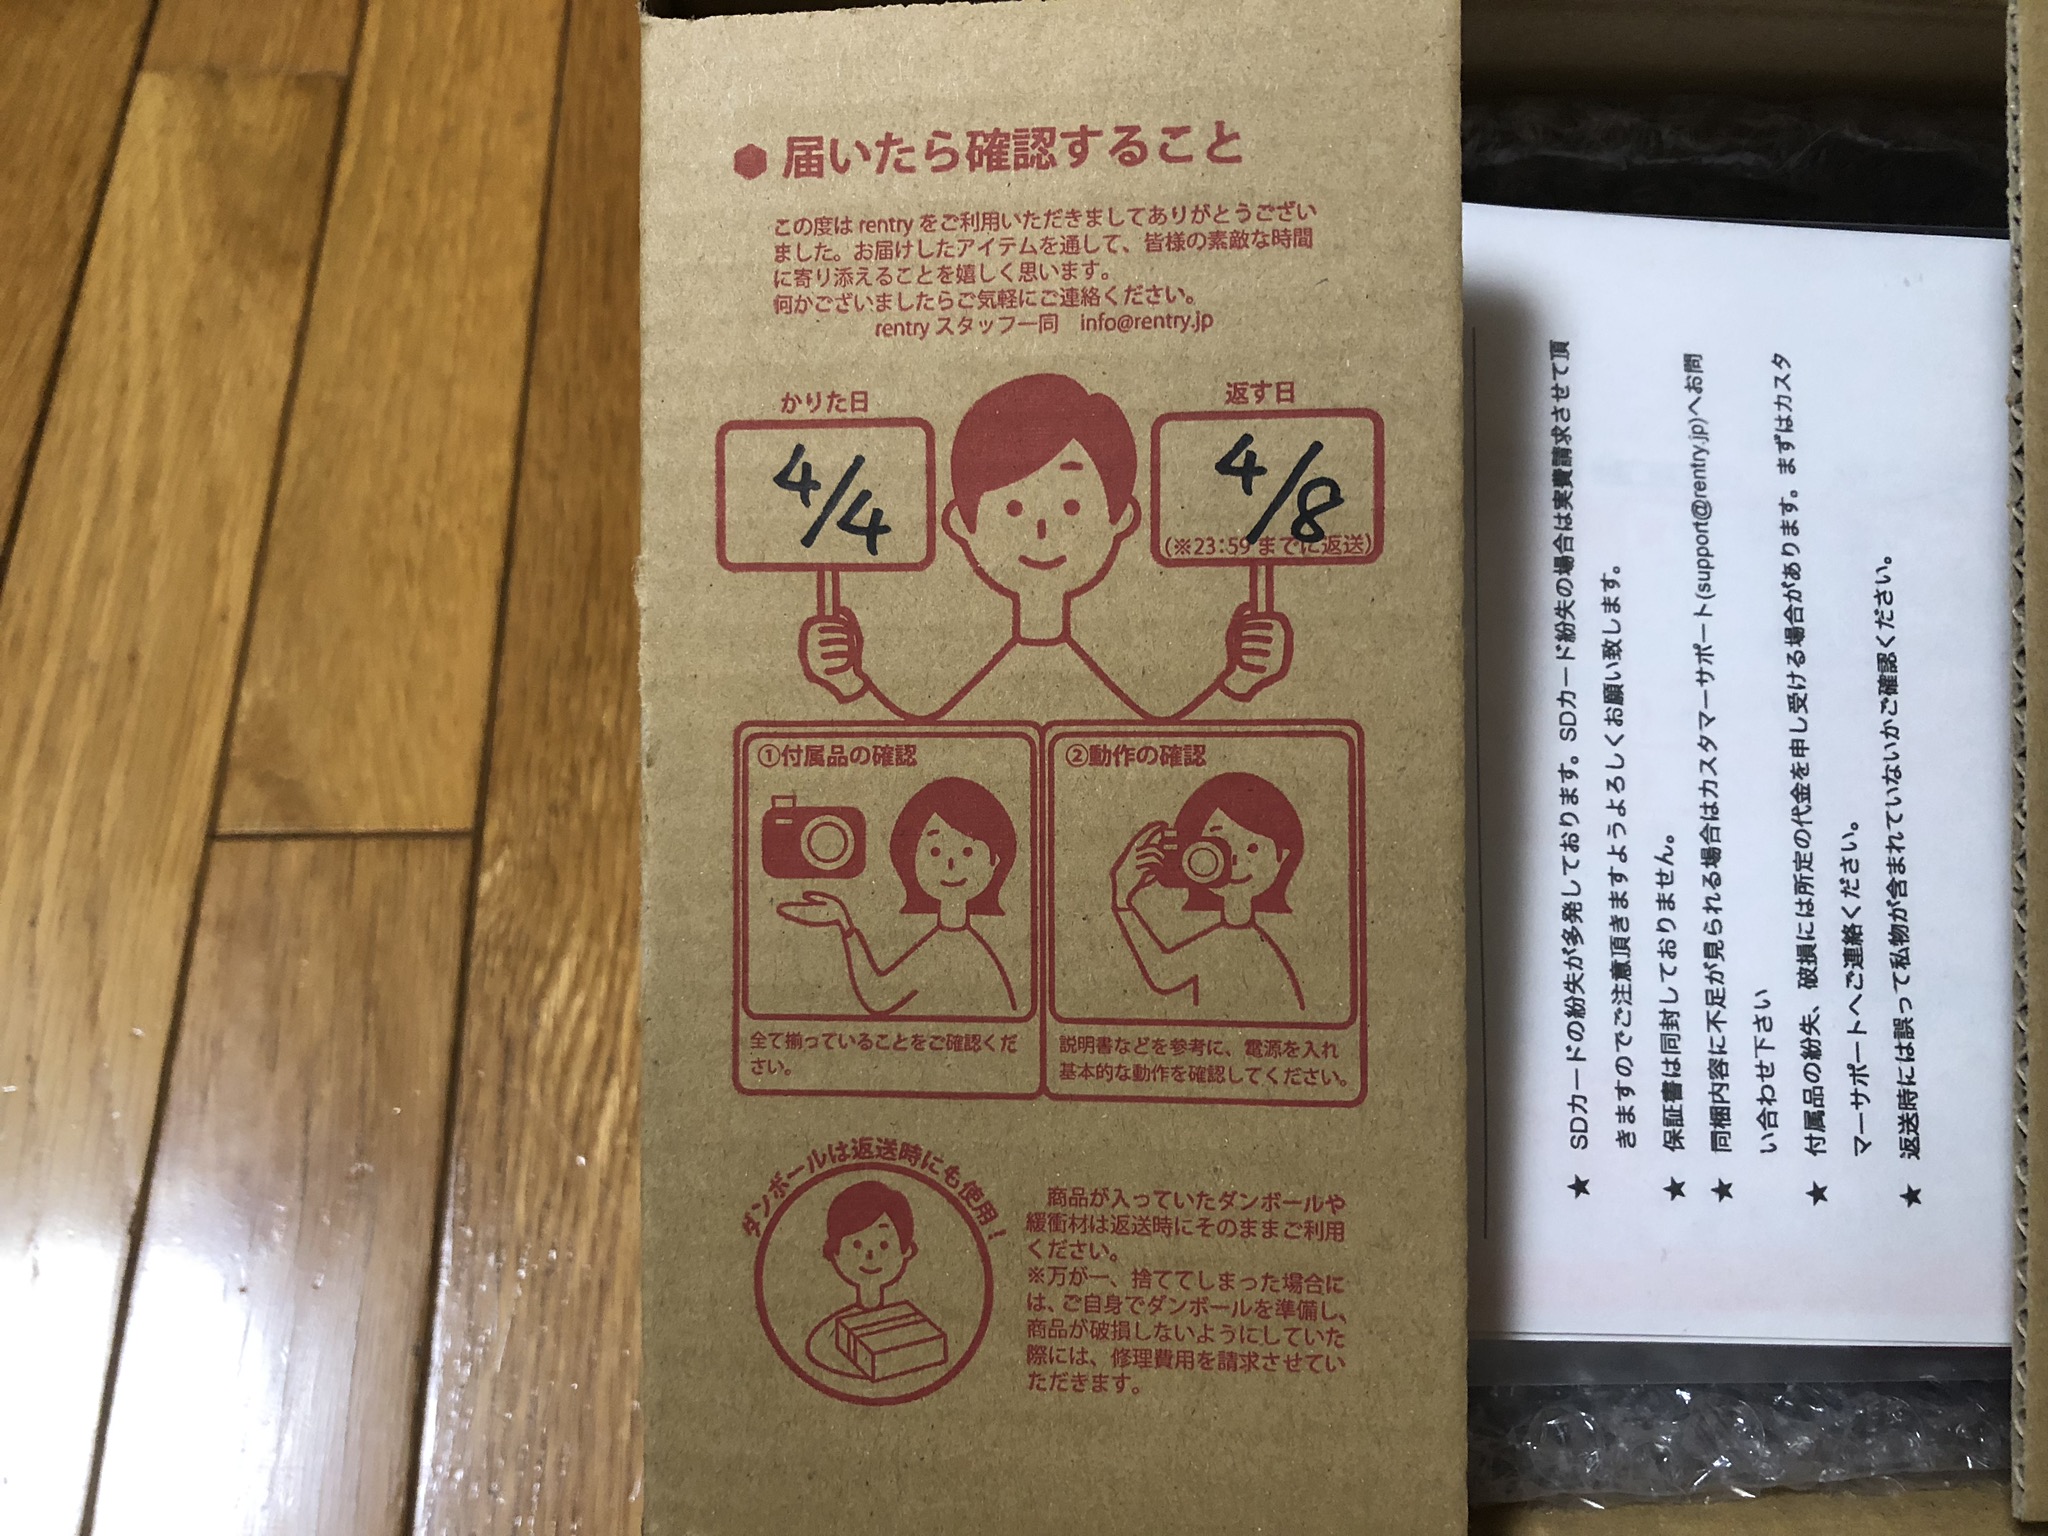 届いたら確認すること
この度は rentry をご利用いただきましてありがとうござい
ました。お届けしたアイテムを通して、皆様の素敵な時間
に寄り添えることを嬉しく思います。
何かございましたらご気軽にご連絡ください。
rentry スタッフ一同　info@rentry.jp
かりた日
4/4
返す日
4/8
(※23:59 までに返送)
①付属品の確認
全て揃っていることをご確認くだ
さい。
②動作の確認
説明書などを参考に、電源を入れ
基本的な動作を確認してください。
ダンボールは返送時にも使用！
商品が入っていたダンボールや
緩衝材は返送時にそのままご利用
ください。
※万が一、捨ててしまった場合に
は、ご自身でダンボールを準備し、
商品が破損しないようにしていた
際には、修理費用を請求させてい
ただきます。
★ SDカードの紛失が多発しております。SDカード紛失の場合は実費請求させて頂
きますのでご注意頂きますようよろしくお願い致します。
★ 保証書は同封しておりません。
★ 同梱内容に不足が見られる場合はカスタマーサポート(support@rentry.jp)へお問
い合わせ下さい
★ 付属品の紛失、破損には所定の代金を申し受ける場合があります。まずはカスタ
マーサポートへご連絡ください。
★ 返送時には誤って私物が含まれていないかご確認ください。